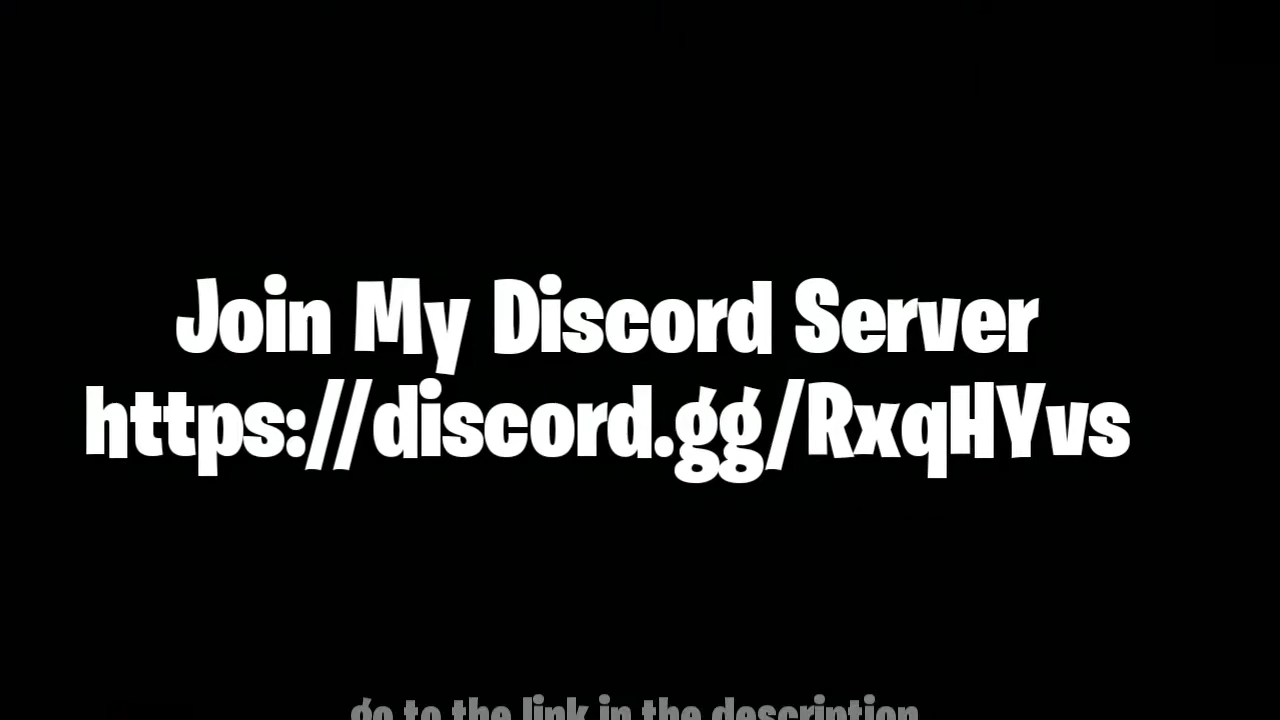 Join My Discord Server
https://discord.gg/RxqHYvs
go to the link in the description